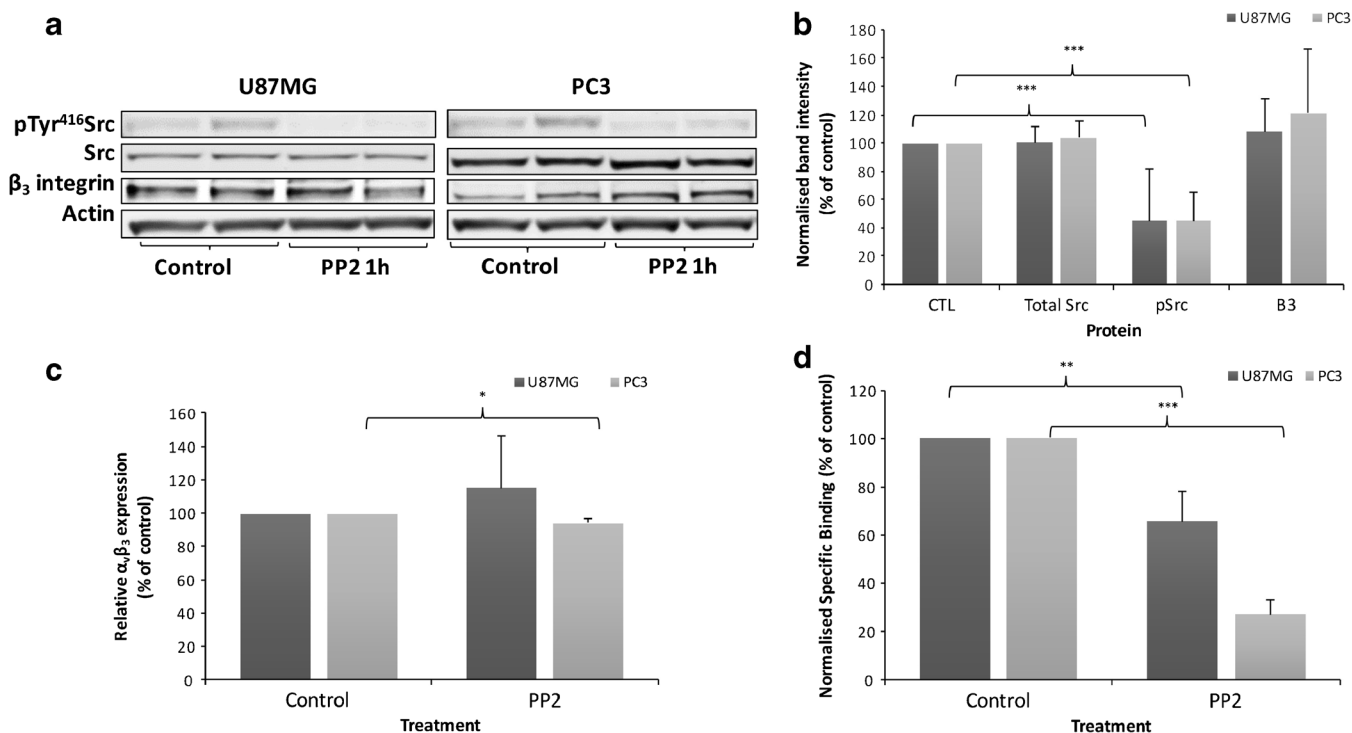 a
U87MG
PC3
pTyr⁴¹⁶Src
Src
β₃ integrin
Actin
Control
PP2 1h
Control
PP2 1h
b
U87MG
PC3
Normalised band intensity
(% of control)
180
160
140
120
100
80
60
40
20
0
***
***
CTL
Total Src
pSrc
B3
Protein
c
U87MG
PC3
Relative αᵥβ₃ expression
(% of control)
160
140
120
100
80
60
40
20
0
*
Control
PP2
Treatment
d
U87MG
PC3
Normalised Specific Binding (% of control)
120
100
80
60
40
20
0
**
***
Control
PP2
Treatment